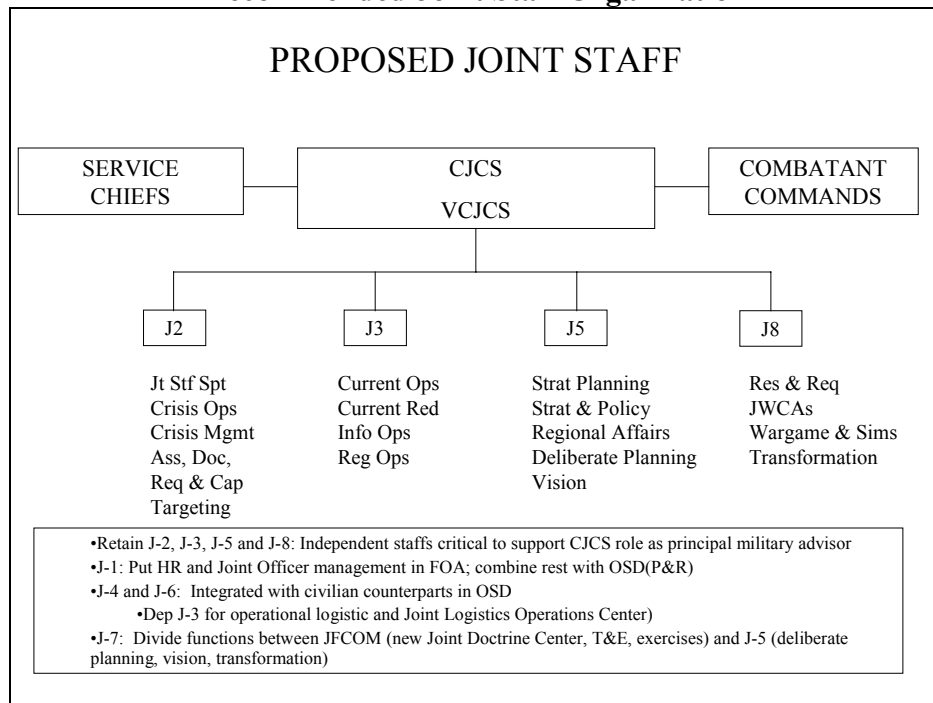 PROPOSED JOINT STAFF
SERVICE
CHIEFS
CJCS
VCJCS
COMBATANT
COMMANDS
J2
J3
J5
J8
Jt Stf Spt
Crisis Ops
Crisis Mgmt
Ass, Doc,
Req & Cap
Targeting
Current Ops
Current Red
Info Ops
Reg Ops
Strat Planning
Strat & Policy
Regional Affairs
Deliberate Planning
Vision
Res & Req
JWCAs
Wargame & Sims
Transformation
•Retain J-2, J-3, J-5 and J-8: Independent staffs critical to support CJCS role as principal military advisor
•J-1: Put HR and Joint Officer management in FOA; combine rest with OSD(P&R)
•J-4 and J-6: Integrated with civilian counterparts in OSD
•Dep J-3 for operational logistic and Joint Logistics Operations Center)
•J-7: Divide functions between JFCOM (new Joint Doctrine Center, T&E, exercises) and J-5 (deliberate
planning, vision, transformation)